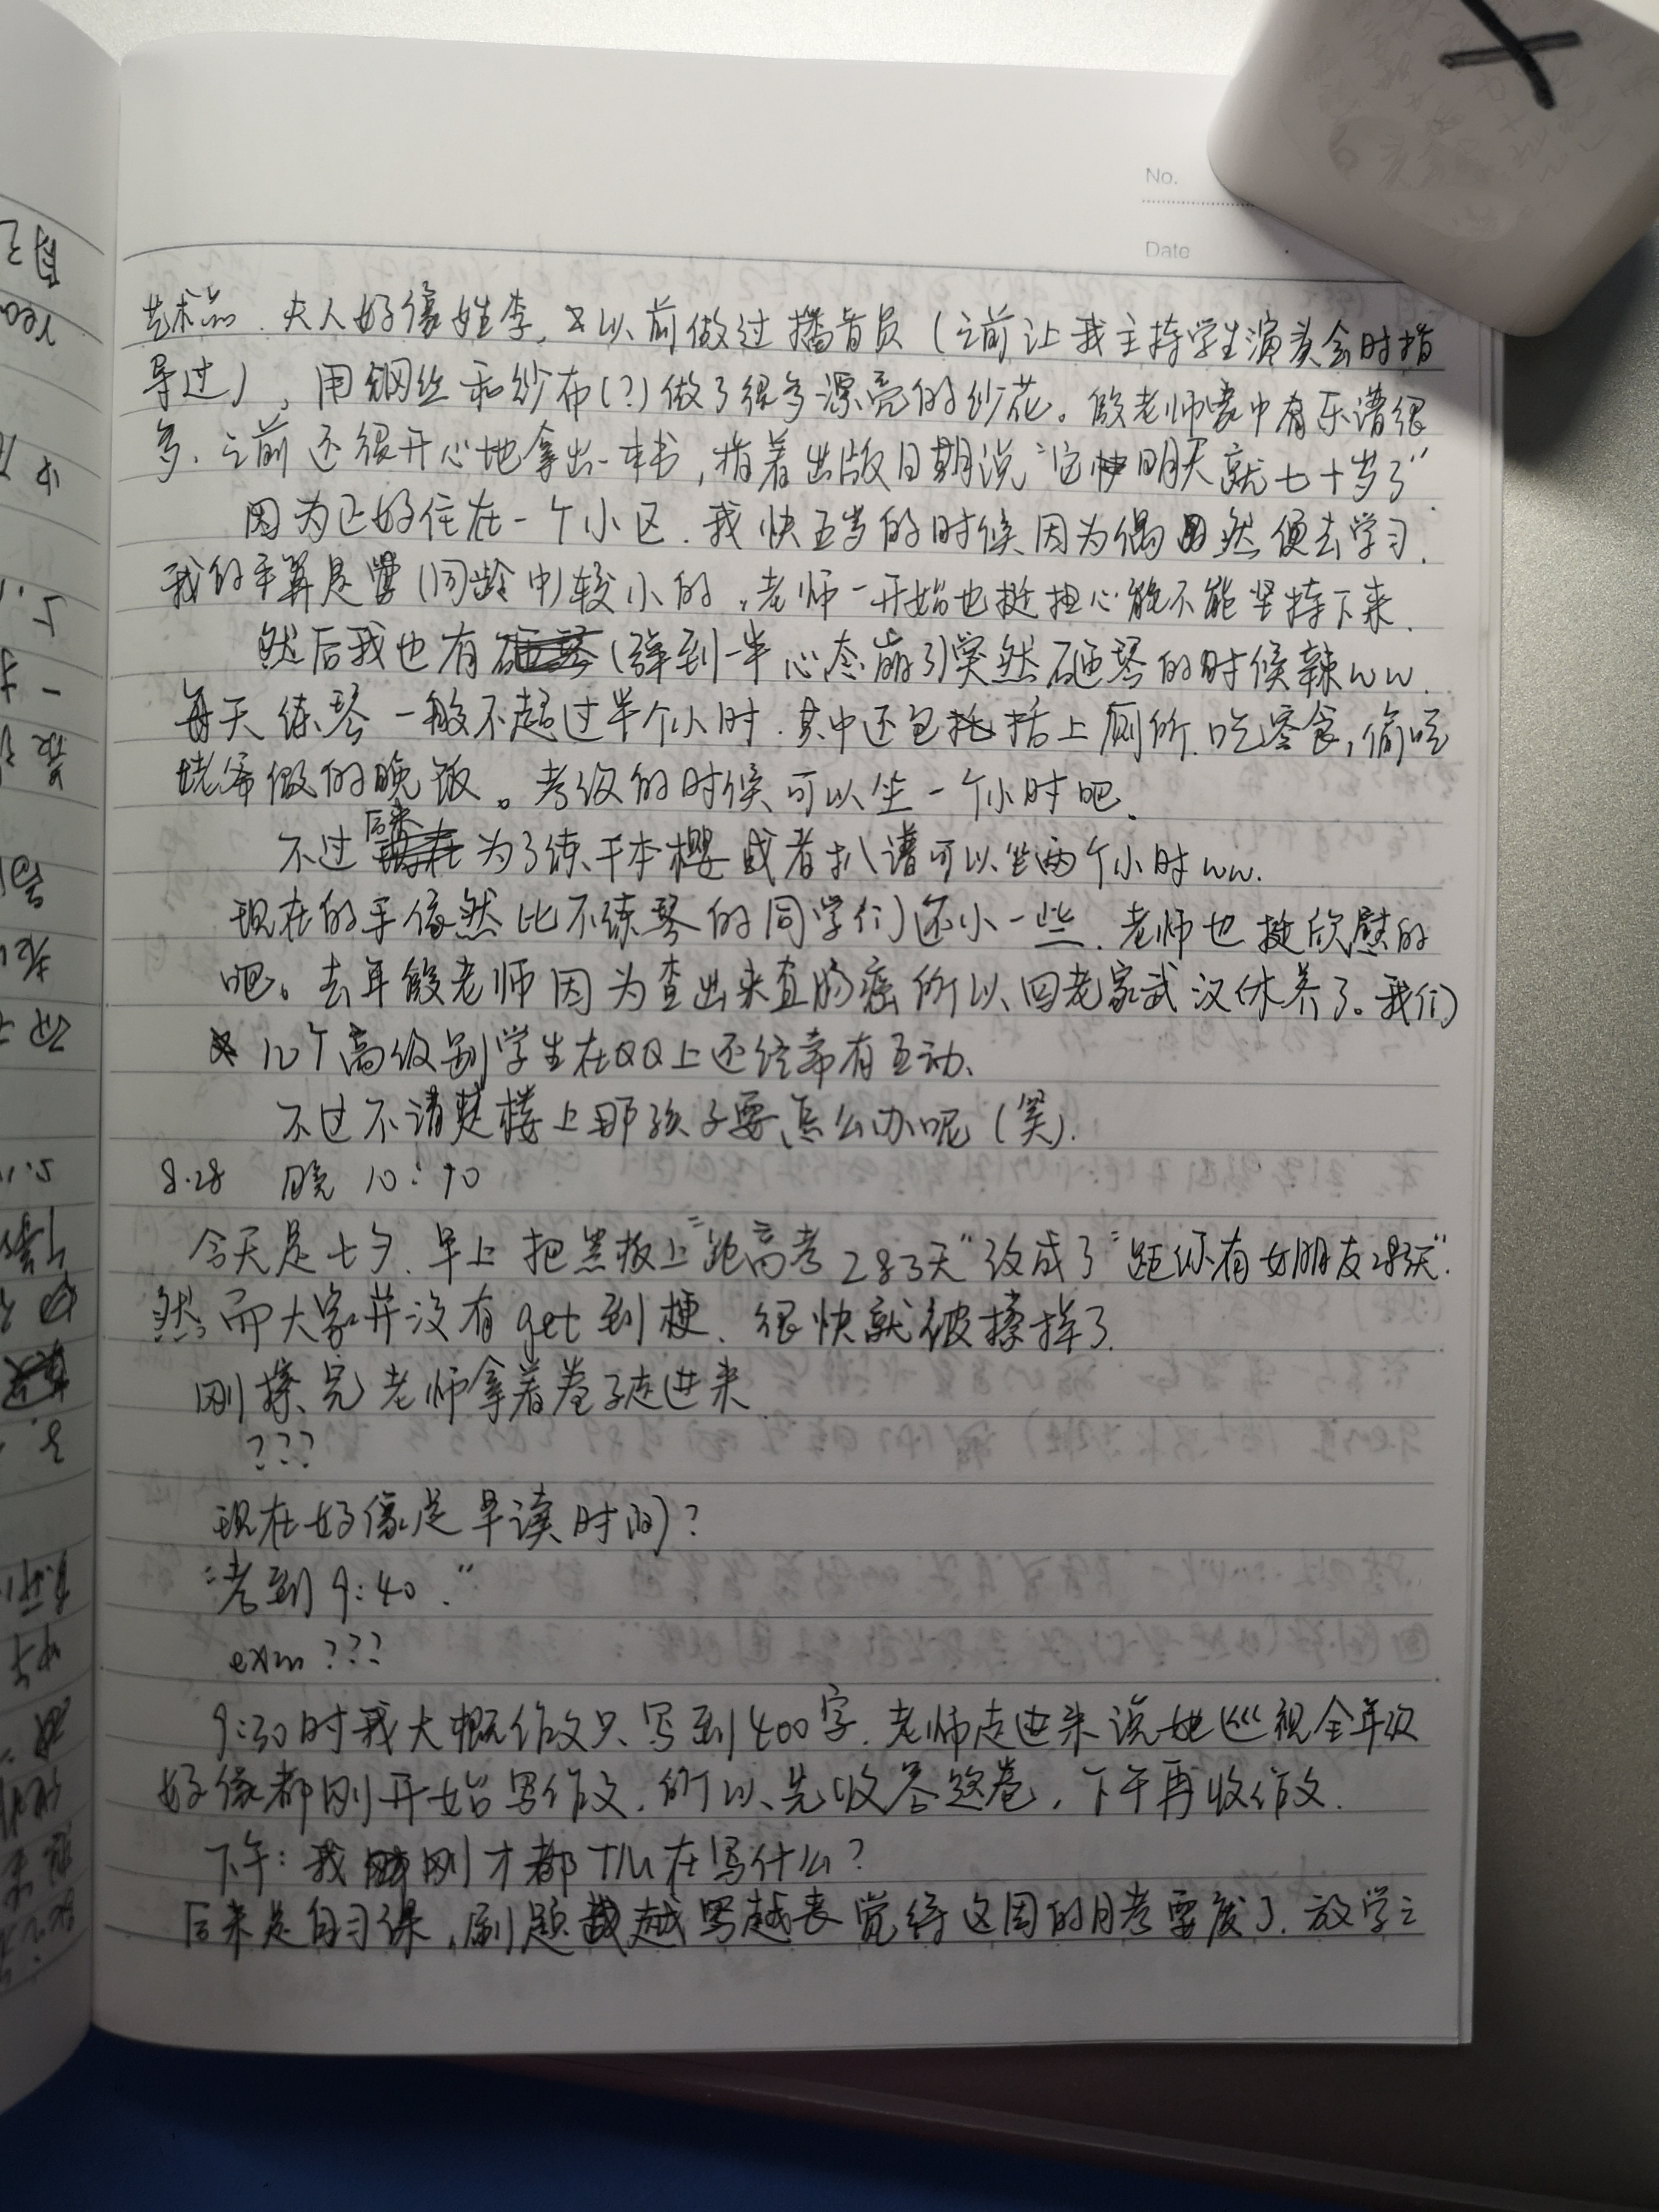 No.
Date
艺术品.夫人好像姓李,以前做过播音员(之前让我主持学生演奏会时指
导过),用钢丝和纱布(?)做了很多漂亮的纱花。殷老师家中有乐谱很
多.之前还很开心地拿出一本书,指着出版日期说“它快明天就七十岁了”
因为正好住在一个小区.我快五岁的时候因为偶然便去学习.
我的手算是(同龄中)较小的,老师一开始也挺担心能不能坚持下来.
然后我也有(弹到一半心态崩了)突然砸琴的时候辣ww.
每天练琴一般不超过半个小时.其中还包括上厕所.吃零食,偷吃
姥爷做的晚饭。考级的时候可以坐一个小时吧.
不过后来为了练千本樱或者扒谱可以坐两个小时ww.
现在的手依然比不练琴的同学们还小一些.老师也挺欣慰的
吧。去年殷老师因为查出来直肠癌所以回老家武汉休养了。我们
几个高级别学生在QQ上还经常有互动.
不过不清楚楼上那孩子要怎么办呢(笑).
8.28 晚 10:10
今天是七夕.早上把黑板上“距高考283天”改成了“距你有女朋友283天”.
然而大家并没有get到梗.很快就被擦掉了.
刚擦完老师拿着卷子走进来
???
现在好像是早读时间?
“考到9:40.”
exm???
9:30时我大概作文只写到400字.老师走进来说她巡视全年级
好像都刚开始写作文.所以先收答题卷,下午再收作文.
下午:我刚才都TM在写什么?
后来是自习课,刷题越写越丧觉得这周的月考要废了.放学之